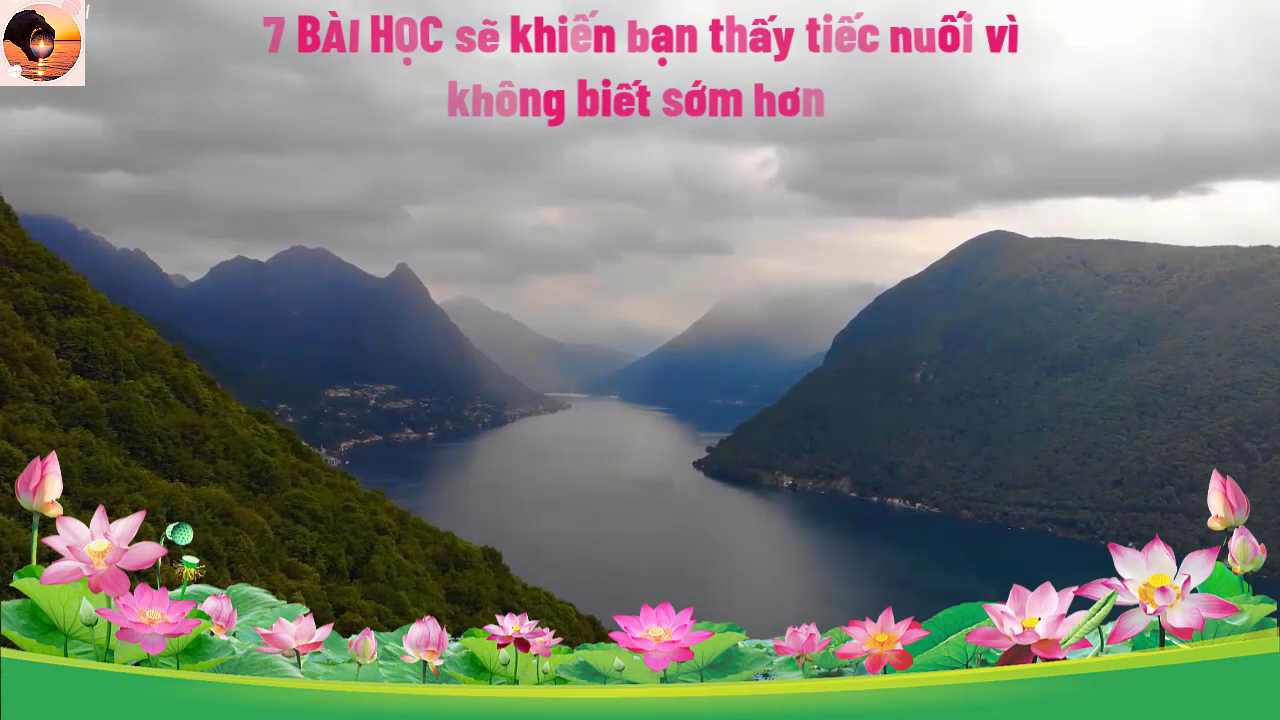 7 BÀI HỌC sẽ khiến bạn thấy tiếc nuối vì
không biết sớm hơn